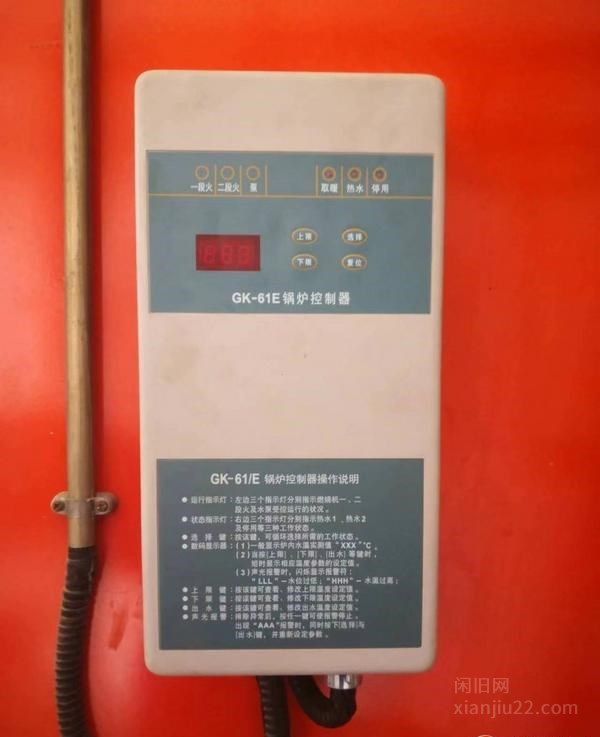 一段火 二段火 泵 取暖 热水 停用
上限 选择
下限 复位
GK-61E 锅炉控制器
GK-61/E 锅炉控制器操作说明
● 运行指示灯：左边三个指示灯分别指示燃烧机一、二
段火及水泵受控运行的状况。
● 状态指示灯：右边三个指示灯分别指示热水1、热水2
及停用等三种工作状态。
● 选 择 键：按该键，可循环选择所需的工作状态。
● 数码显示器：(1)一般显示炉内水温实测值"XXX"℃。
(2)当按[上限]、[下限]、[出水]等键时，
短时显示相应温度参数的设定值。
(3)声光报警时，闪烁显示报警符：
"LLL"-水位过低；"HHH"-水温过高；
● 上 限 键：按该键可查看、修改上限温度设定值。
● 下 限 键：按该键可查看、修改下限温度设定值。
● 出 水 键：按该键可查看、修改出水温度设定值。
● 声光报警：排除异常后，按任一键可使报警停止。
出现"AAA"报警时，同时按下[选择]与
[出水]键，并重新设定参数。
闲旧网
xianjiu22.com